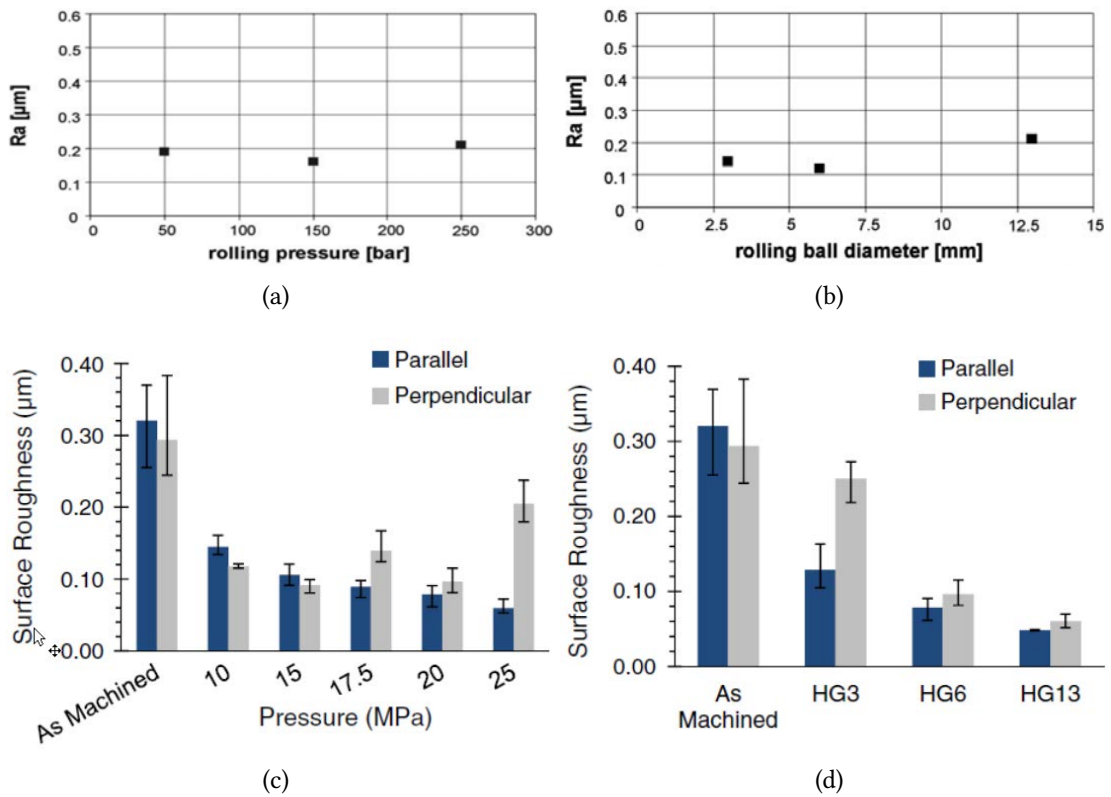 0.6
0.5
0.4
0.3
0.2
0.1
0
Ra [µm]
0 50 100 150 200 250 300
rolling pressure [bar]
(a)
0.6
0.5
0.4
0.3
0.2
0.1
0
Ra [µm]
0 2.5 5 7.5 10 12.5 15
rolling ball diameter [mm]
(b)
0.40
0.30
0.20
0.10
0.00
Surface Roughness (µm)
Parallel
Perpendicular
As Machined 10 15 17.5 20 25
Pressure (MPa)
(c)
0.40
0.30
0.20
0.10
0.00
Surface Roughness (µm)
Parallel
Perpendicular
As HG3 HG6 HG13
Machined
(d)